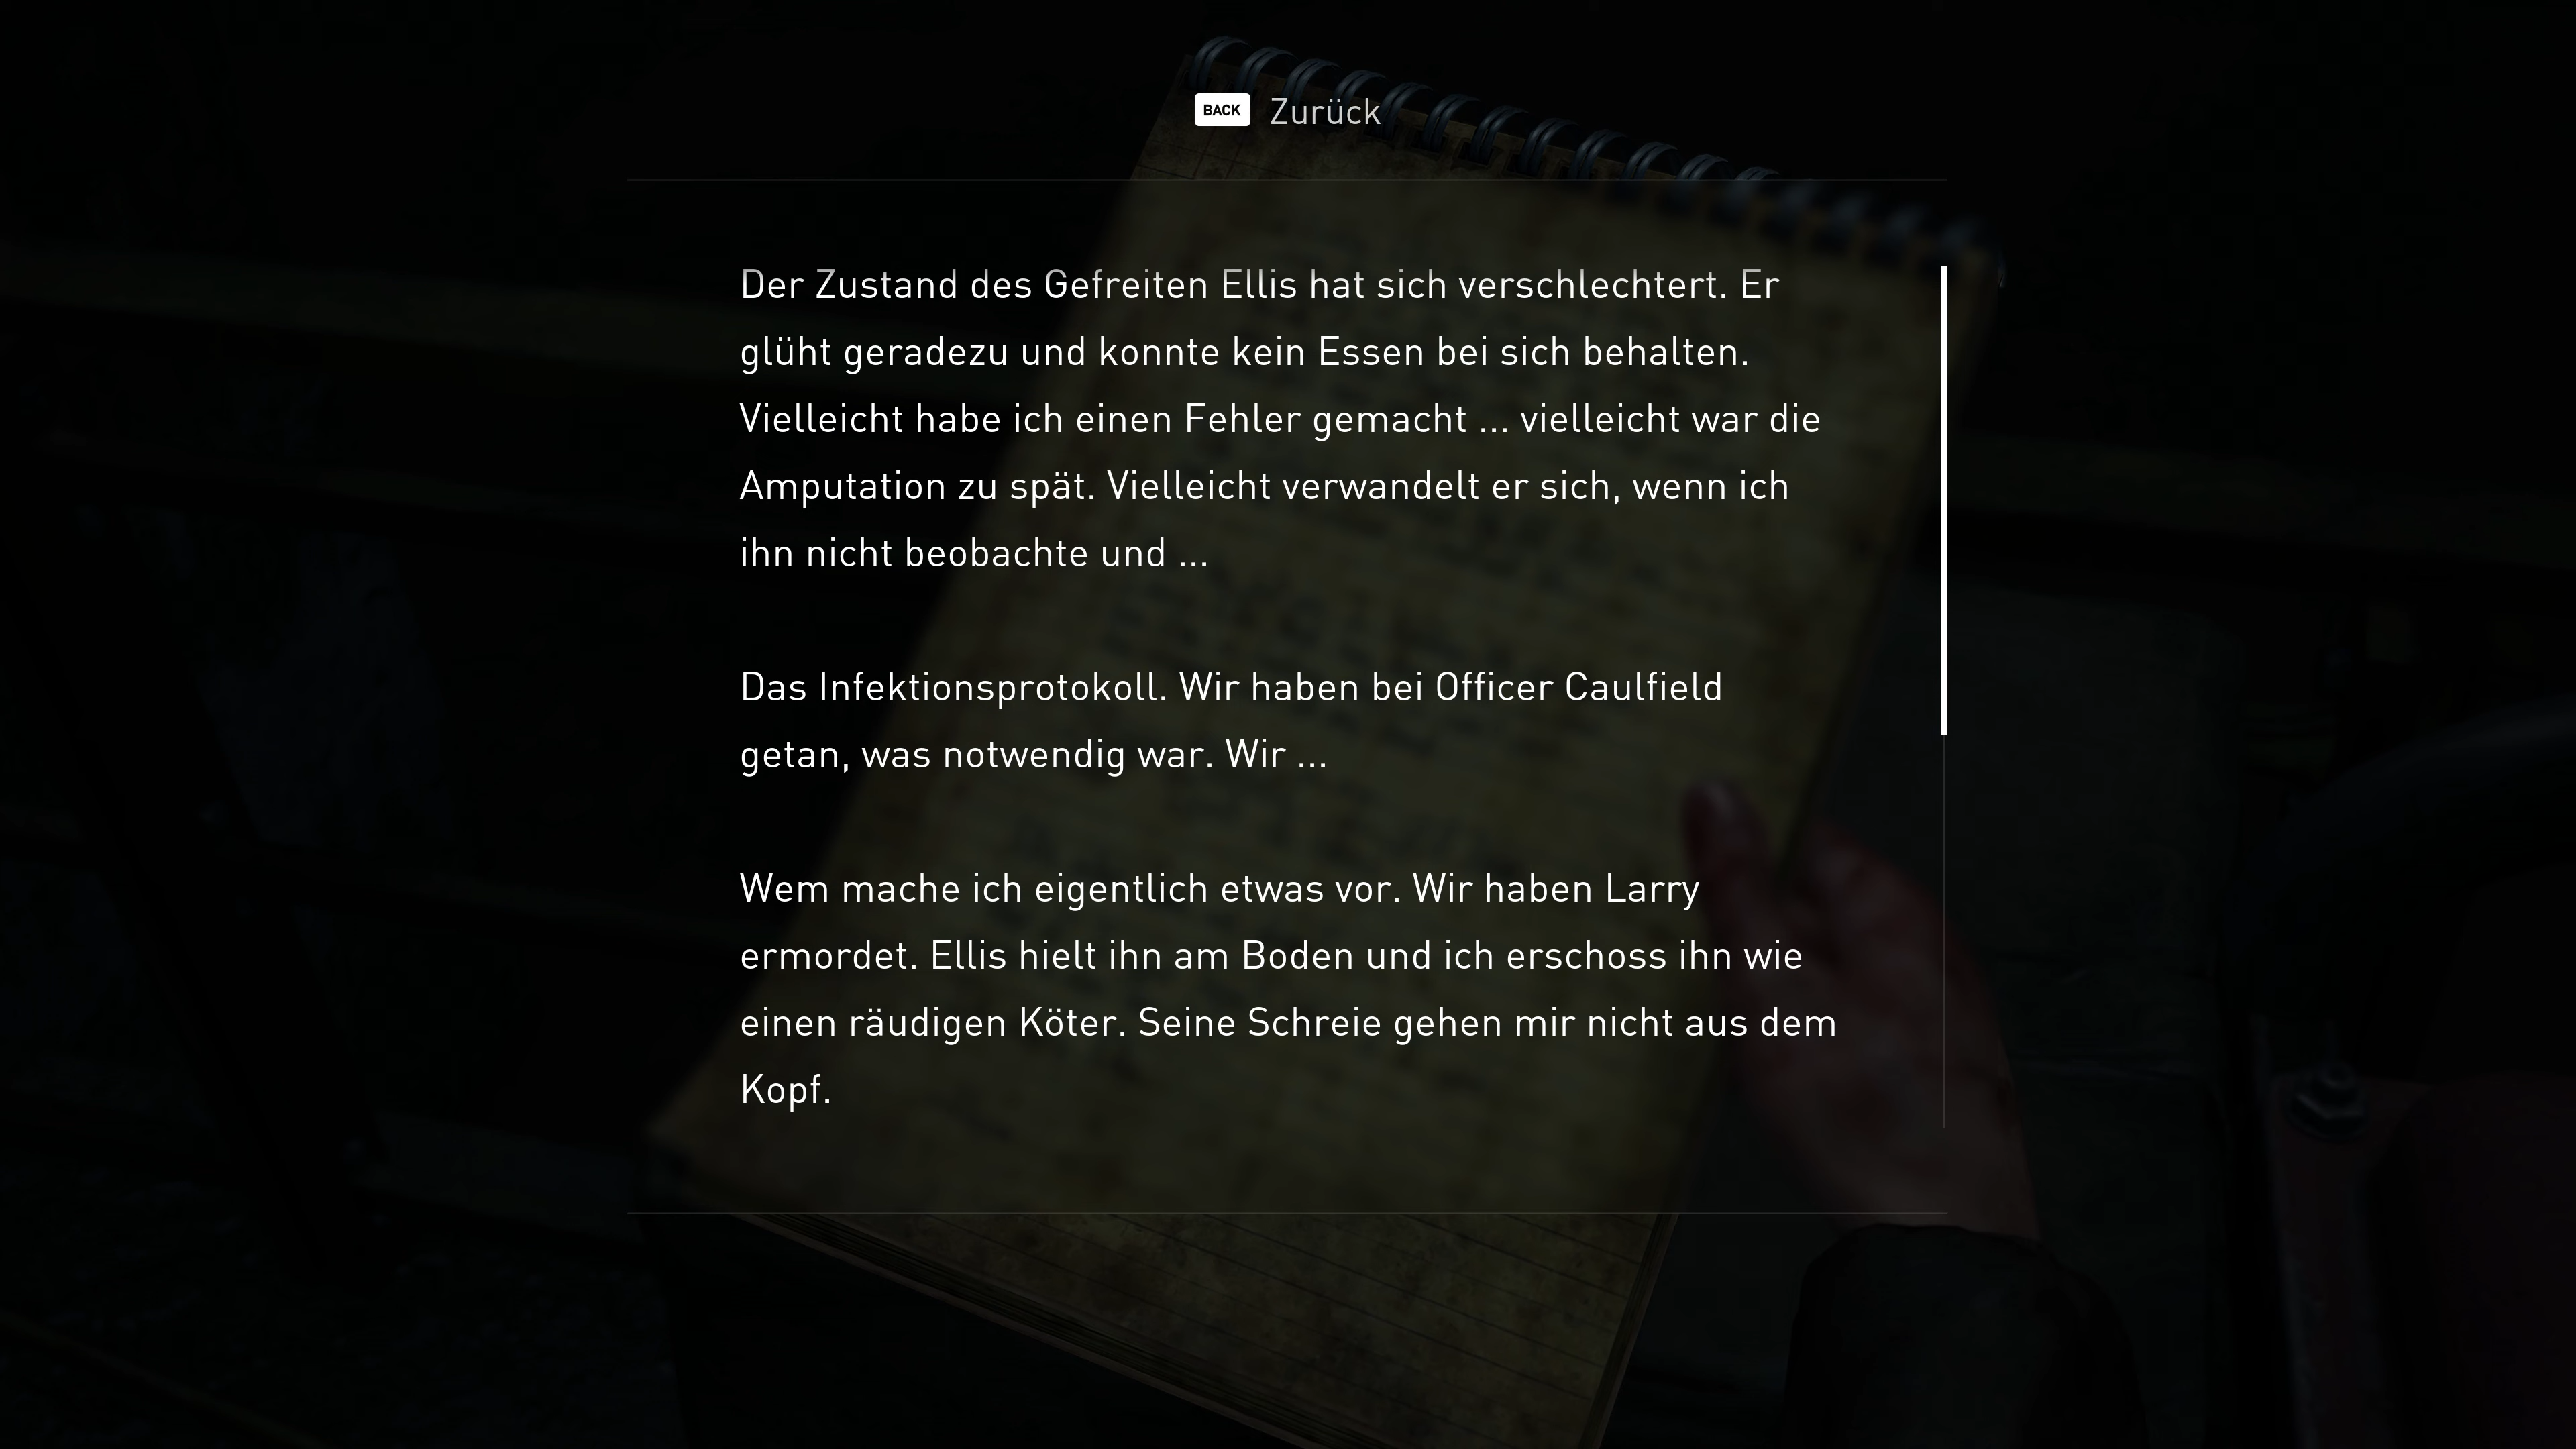 BACK Zurück
Der Zustand des Gefreiten Ellis hat sich verschlechtert. Er
glüht geradezu und konnte kein Essen bei sich behalten.
Vielleicht habe ich einen Fehler gemacht ... vielleicht war die
Amputation zu spät. Vielleicht verwandelt er sich, wenn ich
ihn nicht beobachte und ...
Das Infektionsprotokoll. Wir haben bei Officer Caulfield
getan, was notwendig war. Wir ...
Wem mache ich eigentlich etwas vor. Wir haben Larry
ermordet. Ellis hielt ihn am Boden und ich erschoss ihn wie
einen räudigen Köter. Seine Schreie gehen mir nicht aus dem
Kopf.